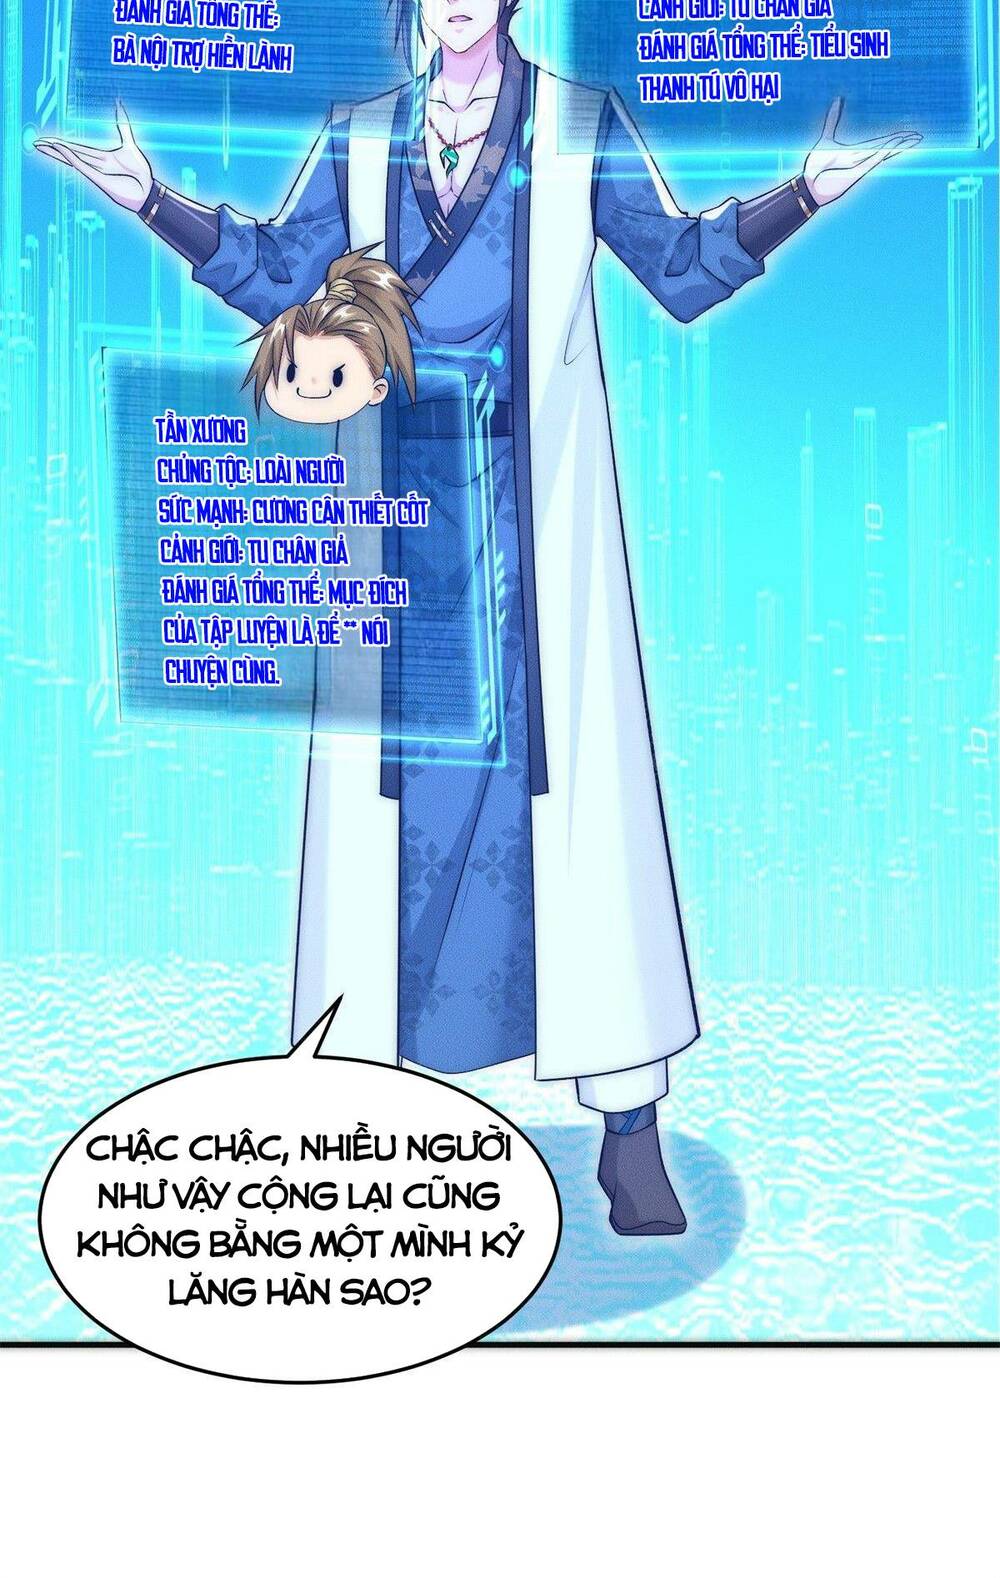 ĐÁNH GIÁ TỔNG THỂ:
BÀ NỘI TRỢ HIỀN LÀNH
CẢNH GIỚI: TU CHÂN GIẢ
ĐÁNH GIÁ TỔNG THỂ: TIỂU SINH
THANH TÚ VÔ HẠI
TẦN XƯƠNG
CHỦNG TỘC: LOÀI NGƯỜI
SỨC MẠNH: CƯƠNG CÂN THIẾT CỐT
CẢNH GIỚI: TU CHÂN GIẢ
ĐÁNH GIÁ TỔNG THỂ: MỤC ĐÍCH
CỦA TẬP LUYỆN LÀ ĐỂ ** NÓI
CHUYỆN CÙNG.
CHẬC CHẬC, NHIỀU NGƯỜI
NHƯ VẬY CỘNG LẠI CŨNG
KHÔNG BẰNG MỘT MÌNH KỶ
LĂNG HÀN SAO?